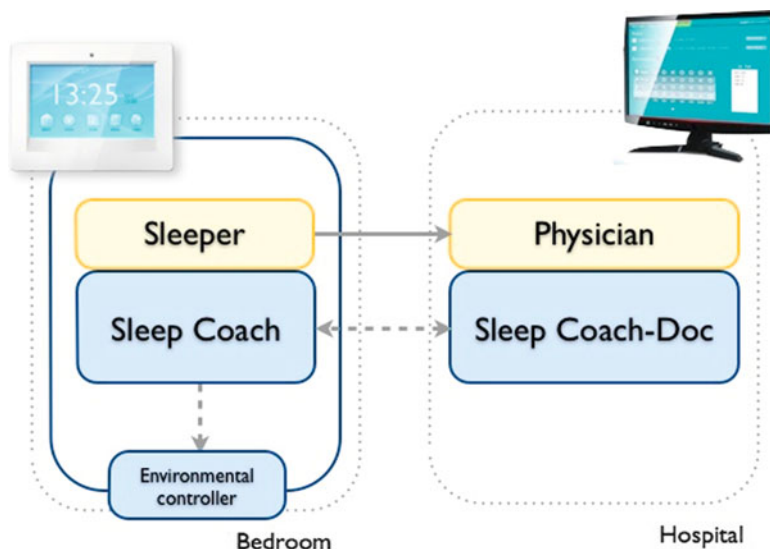 13:25
Sleeper
Physician
Sleep Coach
Sleep Coach-Doc
Environmental
controller
Bedroom
Hospital